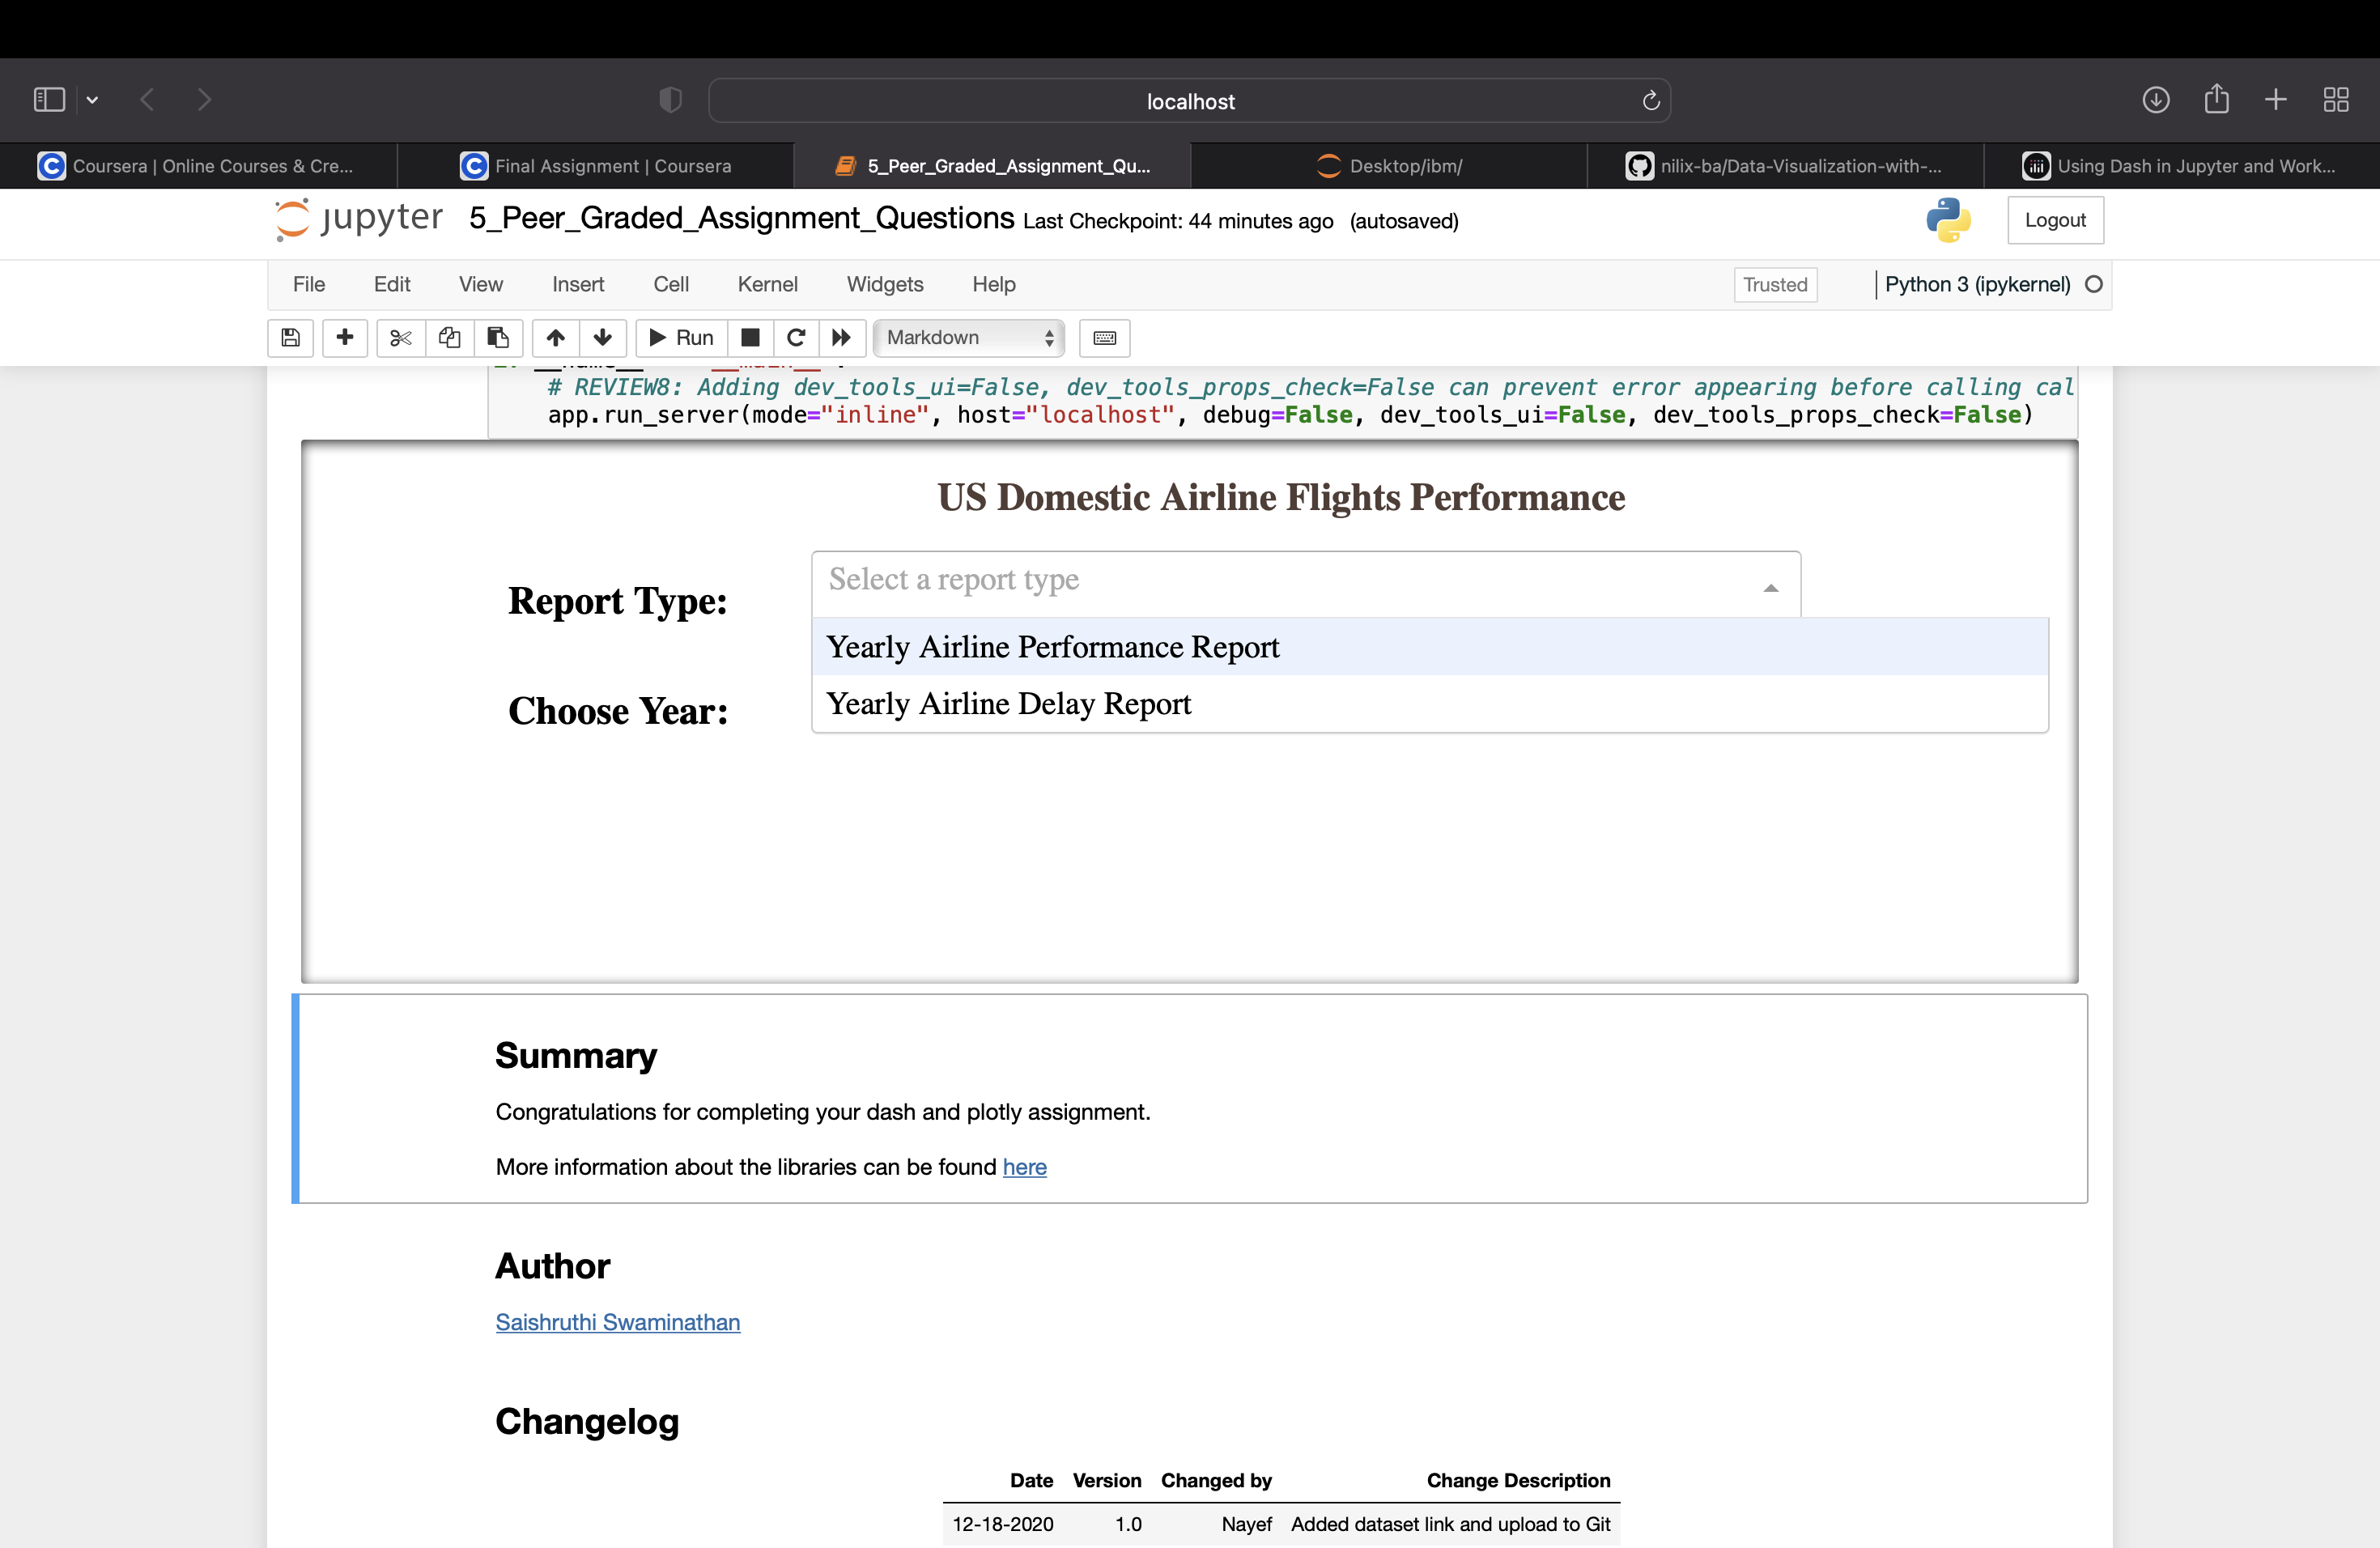 localhost
Coursera | Online Courses & Cre...
Final Assignment | Coursera
5_Peer_Graded_Assignment_Qu...
Desktop/ibm/
nilix-ba/Data-Visualization-with-...
Using Dash in Jupyter and Work...
jupyter 5_Peer_Graded_Assignment_Questions Last Checkpoint: 44 minutes ago (autosaved)
Logout
File Edit View Insert Cell Kernel Widgets Help
Trusted
Python 3 (ipykernel)
Run
Markdown
# REVIEW8: Adding dev_tools_ui=False, dev_tools_props_check=False can prevent error appearing before calling cal
app.run_server(mode="inline", host="localhost", debug=False, dev_tools_ui=False, dev_tools_props_check=False)
US Domestic Airline Flights Performance
Report Type:
Select a report type
Yearly Airline Performance Report
Choose Year:
Yearly Airline Delay Report
Summary
Congratulations for completing your dash and plotly assignment.
More information about the libraries can be found here
Author
Saishruthi Swaminathan
Changelog
Date Version Changed by Change Description
12-18-2020 1.0 Nayef Added dataset link and upload to Git